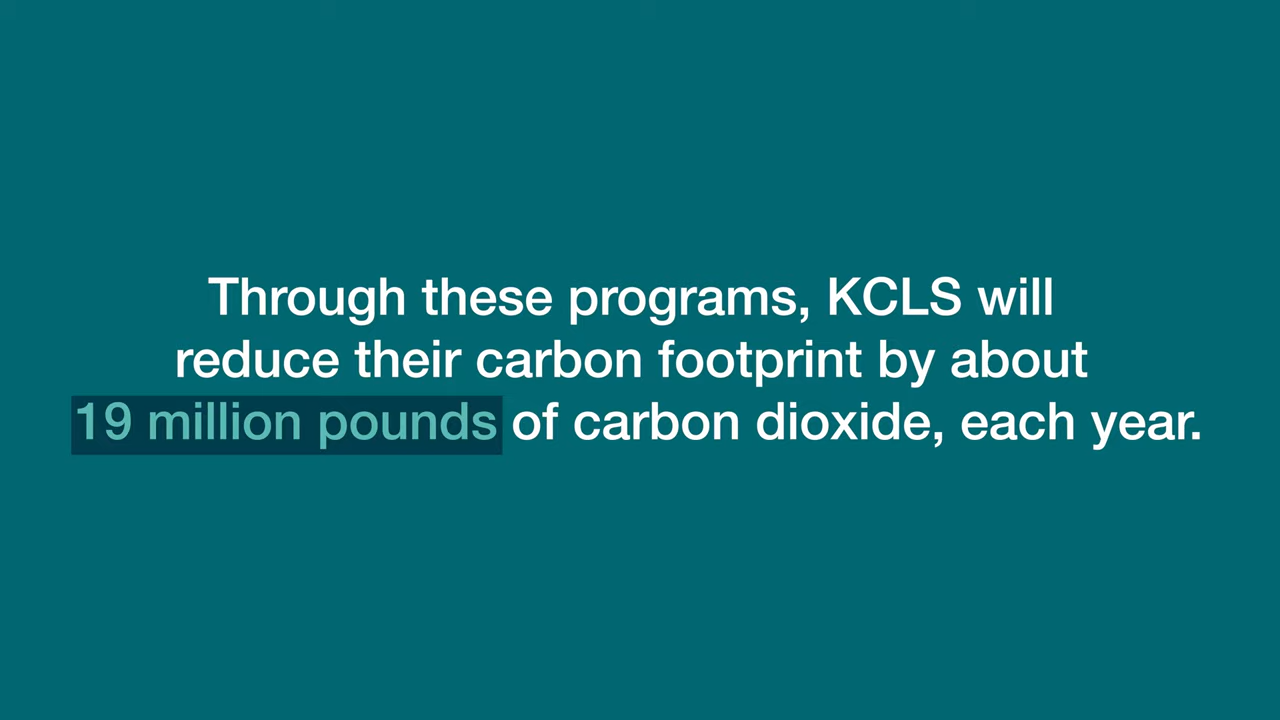 Through these programs, KCLS will
reduce their carbon footprint by about
19 million pounds of carbon dioxide, each year.